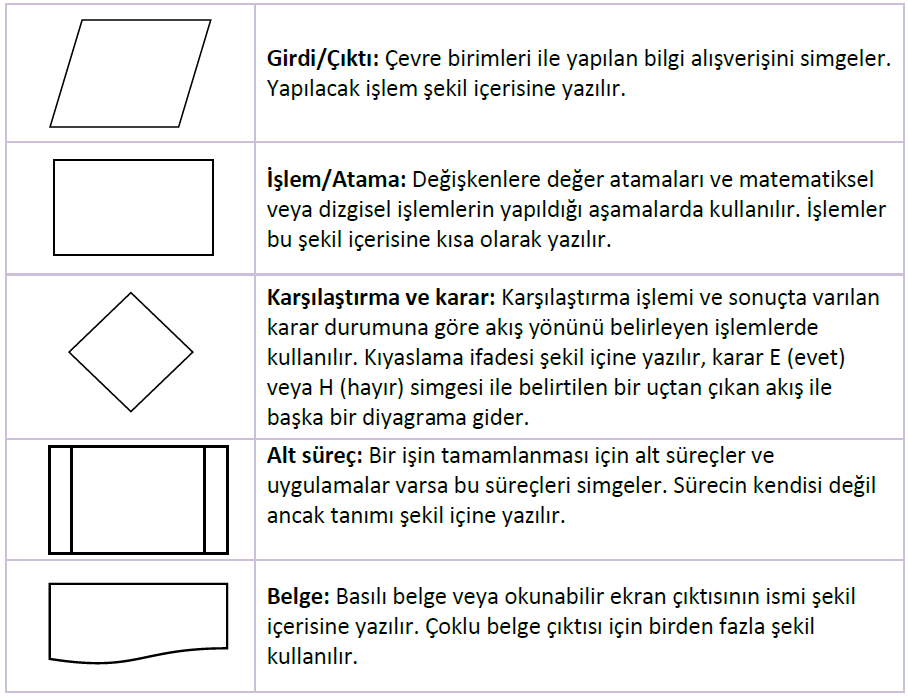 Girdi/Çıktı: Çevre birimleri ile yapılan bilgi alışverişini simgeler.
Yapılacak işlem şekil içerisine yazılır.
İşlem/Atama: Değişkenlere değer atamaları ve matematiksel
veya dizgisel işlemlerin yapıldığı aşamalarda kullanılır. İşlemler
bu şekil içerisine kısa olarak yazılır.
Karşılaştırma ve karar: Karşılaştırma işlemi ve sonuçta varılan
karar durumuna göre akış yönünü belirleyen işlemlerde
kullanılır. Kıyaslama ifadesi şekil içine yazılır, karar E (evet)
veya H (hayır) simgesi ile belirtilen bir uçtan çıkan akış ile
başka bir diyagrama gider.
Alt süreç: Bir işin tamamlanması için alt süreçler ve
uygulamalar varsa bu süreçleri simgeler. Sürecin kendisi değil
ancak tanımı şekil içine yazılır.
Belge: Basılı belge veya okunabilir ekran çıktısının ismi şekil
içerisine yazılır. Çoklu belge çıktısı için birden fazla şekil
kullanılır.